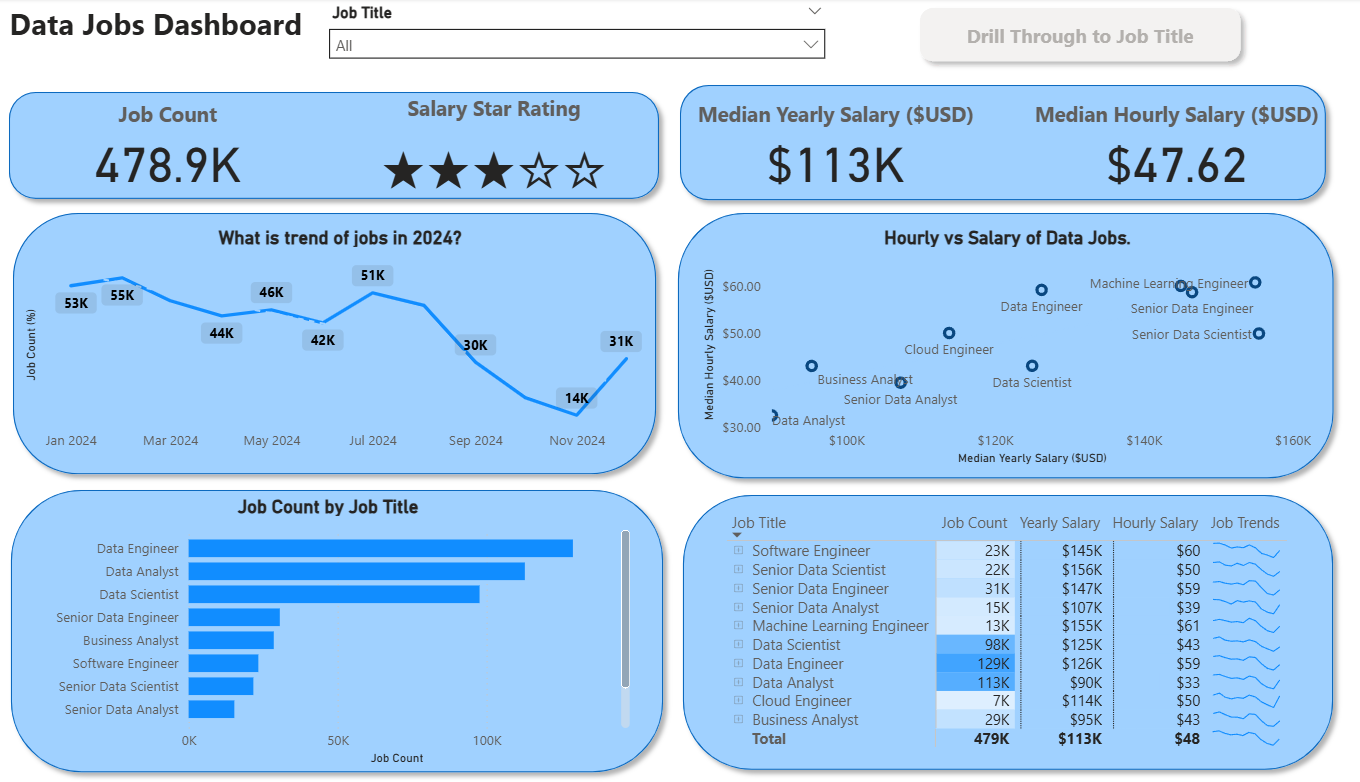 Data Jobs Dashboard
Job Title
All
Drill Through to Job Title
Job Count
478.9K
Salary Star Rating
★★★☆☆
Median Yearly Salary ($USD)
$113K
Median Hourly Salary ($USD)
$47.62
What is trend of jobs in 2024?
Job Count (%)
53K
55K
44K
46K
42K
51K
30K
14K
31K
Jan 2024
Mar 2024
May 2024
Jul 2024
Sep 2024
Nov 2024
Hourly vs Salary of Data Jobs.
Median Hourly Salary ($USD)
$60.00
$50.00
$40.00
$30.00
Machine Learning Engineer
Data Engineer
Senior Data Engineer
Senior Data Scientist
Cloud Engineer
Business Analyst
Data Scientist
Senior Data Analyst
Data Analyst
$100K
$120K
$140K
$160K
Median Yearly Salary ($USD)
Job Count by Job Title
Data Engineer
Data Analyst
Data Scientist
Senior Data Engineer
Business Analyst
Software Engineer
Senior Data Scientist
Senior Data Analyst
0K
50K
100K
Job Count
Job Title Job Count Yearly Salary Hourly Salary Job Trends
Software Engineer 23K $145K $60
Senior Data Scientist 22K $156K $50
Senior Data Engineer 31K $147K $59
Senior Data Analyst 15K $107K $39
Machine Learning Engineer 13K $155K $61
Data Scientist 98K $125K $43
Data Engineer 129K $126K $59
Data Analyst 113K $90K $33
Cloud Engineer 7K $114K $50
Business Analyst 29K $95K $43
Total 479K $113K $48